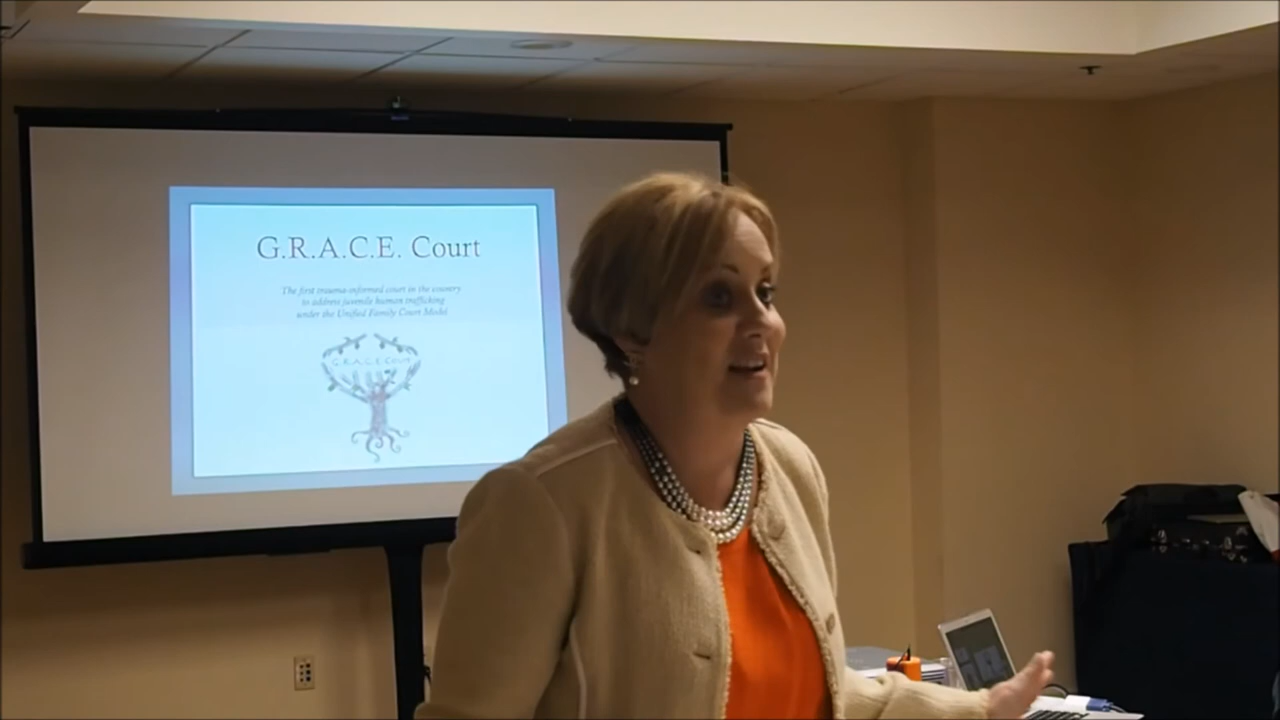 G.R.A.C.E. Court
The first trauma-informed court in the country
to address juvenile human trafficking
under the Unified Family Court Model
G.R.A.C.E Court